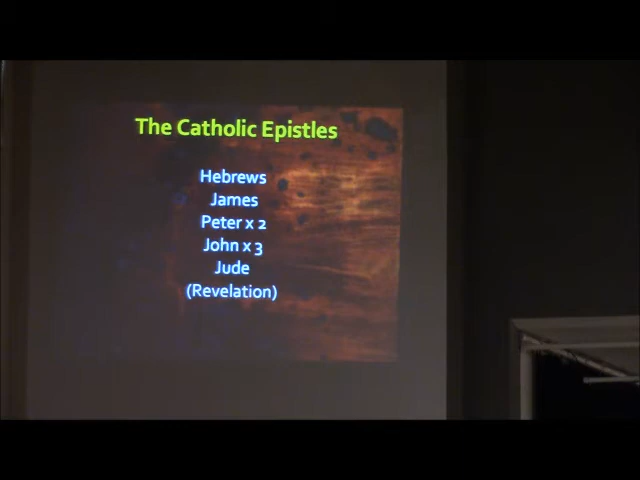 The Catholic Epistles
Hebrews
James
Peter x 2
John x 3
Jude
(Revelation)